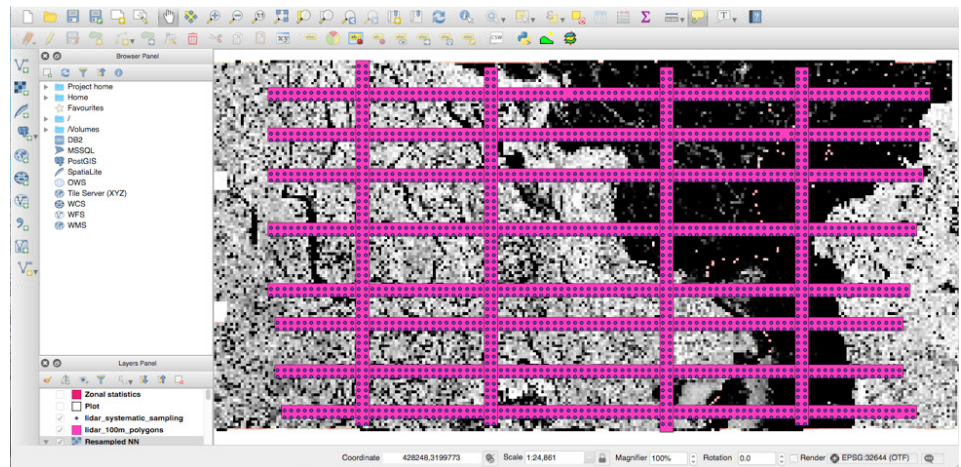 CSW
Browser Panel
Project home
Home
Favourites
/
/Volumes
DB2
MSSQL
PostGIS
SpatiaLite
OWS
Tile Server (XYZ)
WCS
WFS
WMS
Layers Panel
Zonal statistics
Plot
lidar_systematic_sampling
lidar_100m_polygons
Resampled NN
Coordinate 428248,3199773 Scale 1:24,861 Magnifier 100% Rotation 0.0 Render EPSG:32644 (OTF)